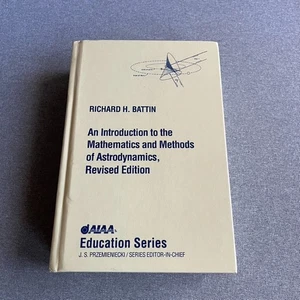 RICHARD H. BATTIN
An Introduction to the
Mathematics and Methods
of Astrodynamics,
Revised Edition
AIAA
Education Series
J. S. PRZEMIENIECKI / SERIES EDITOR-IN-CHIEF